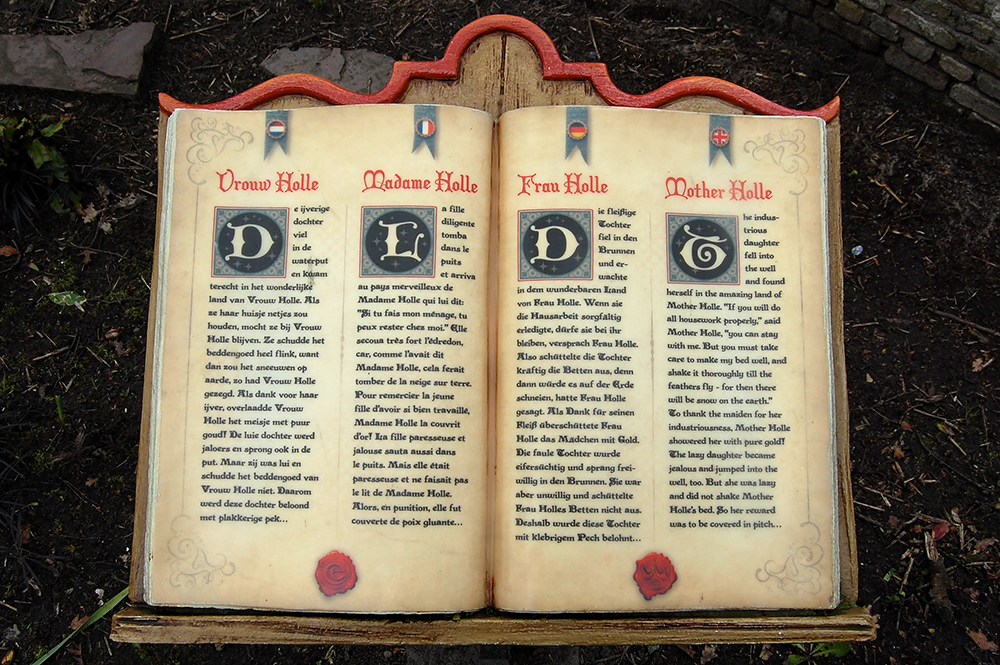 Vrouw Holle
De ijverige
dochter
viel
in de
waterput
en kwam
terecht in het wonderlijke
land van Vrouw Holle. Als
ze haar huisje netjes zou
houden, mocht ze bij Vrouw
Holle blijven. Ze schudde het
beddengoed heel flink, want
dan zou het sneeuwen op
aarde, zo had Vrouw Holle
gezegd. Als dank voor haar
ijver, overlaadde Vrouw
Holle het meisje met puur
goud! De luie dochter werd
jaloers en sprong ook in de
put. Maar zij was lui en
schudde het beddengoed van
Vrouw Holle niet. Daarom
werd deze dochter beloond
met plakkerige pek...
Madame Holle
La fille
diligente
tomba
dans le
puits
et arriva
au pays merveilleux de
Madame Holle qui lui dit:
"Si tu fais mon ménage, tu
peux rester chez moi." Elle
secoua très fort l'édredon,
car, comme l'avait dit
Madame Holle, cela ferait
tomber de la neige sur terre.
Pour remercier la jeune
fille d'avoir si bien travaillé,
Madame Holle la couvrit
d'or! La fille paresseuse et
jalouse sauta aussi dans
le puits. Mais elle était
paresseuse et ne faisait pas
le lit de Madame Holle.
Alors, en punition, elle fut
couverte de poix gluante...
Frau Holle
Die fleißige
Tochter
fiel in den
Brunnen
und er-
wachte
in dem wunderbaren Land
von Frau Holle. Wenn sie
die Hausarbeit sorgfältig
erledigte, dürfe sie bei ihr
bleiben, versprach Frau Holle.
Also schüttelte die Tochter
kräftig die Betten aus, denn
dann würde es auf der Erde
schneien, hatte Frau Holle
gesagt. Als Dank für seinen
Fleiß überschüttete Frau
Holle das Mädchen mit Gold.
Die faule Tochter wurde
eifersüchtig und sprang frei-
willig in den Brunnen. Sie war
aber unwillig und schüttelte
Frau Holles Betten nicht aus.
Deshalb wurde diese Tochter
mit klebrigem Pech belohnt...
Mother Holle
The indus-
trious
daughter
fell into
the well
and found
herself in the amazing land of
Mother Holle. "If you will do
all housework properly," said
Mother Holle, "you can stay
with me. But you must take
care to make my bed well, and
shake it thoroughly till the
feathers fly - for then there
will be snow on the earth."
To thank the maiden for her
industriousness, Mother Holle
showered her with pure gold!
The lazy daughter became
jealous and jumped into the
well, too. But she was lazy
and did not shake Mother
Holle's bed. So her reward
was to be covered in pitch...